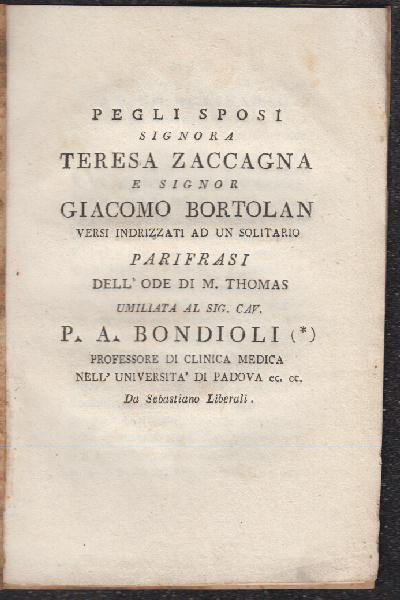 PEGLI SPOSI
SIGNORA
TERESA ZACCAGNA
E SIGNOR
GIACOMO BORTOLAN
VERSI INDRIZZATI AD UN SOLITARIO
PARIFRASI
DELL' ODE DI M. THOMAS
UMILIATA AL SIG. CAV.
P. A. BONDIOLI (*)
PROFESSORE DI CLINICA MEDICA
NELL' UNIVERSITA' DI PADOVA ec. ec.
Da Sebastiano Liberali.